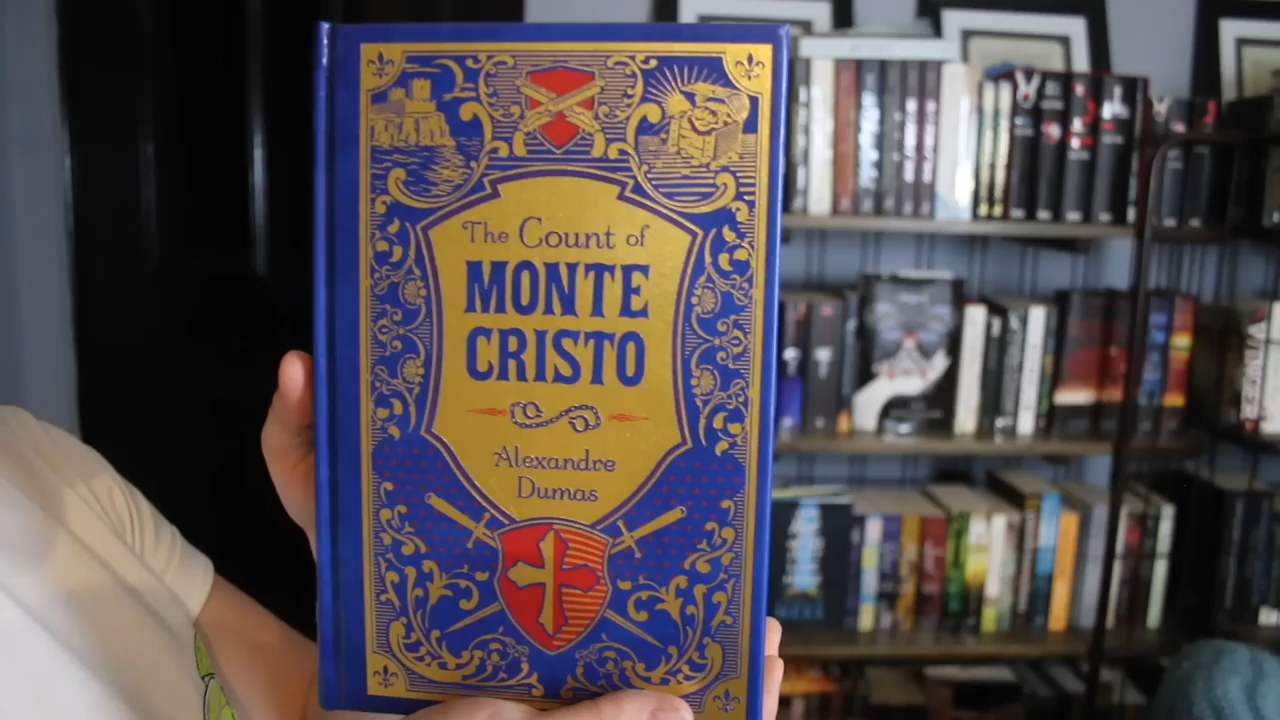 The Count of
MONTE
CRISTO
Alexandre
Dumas